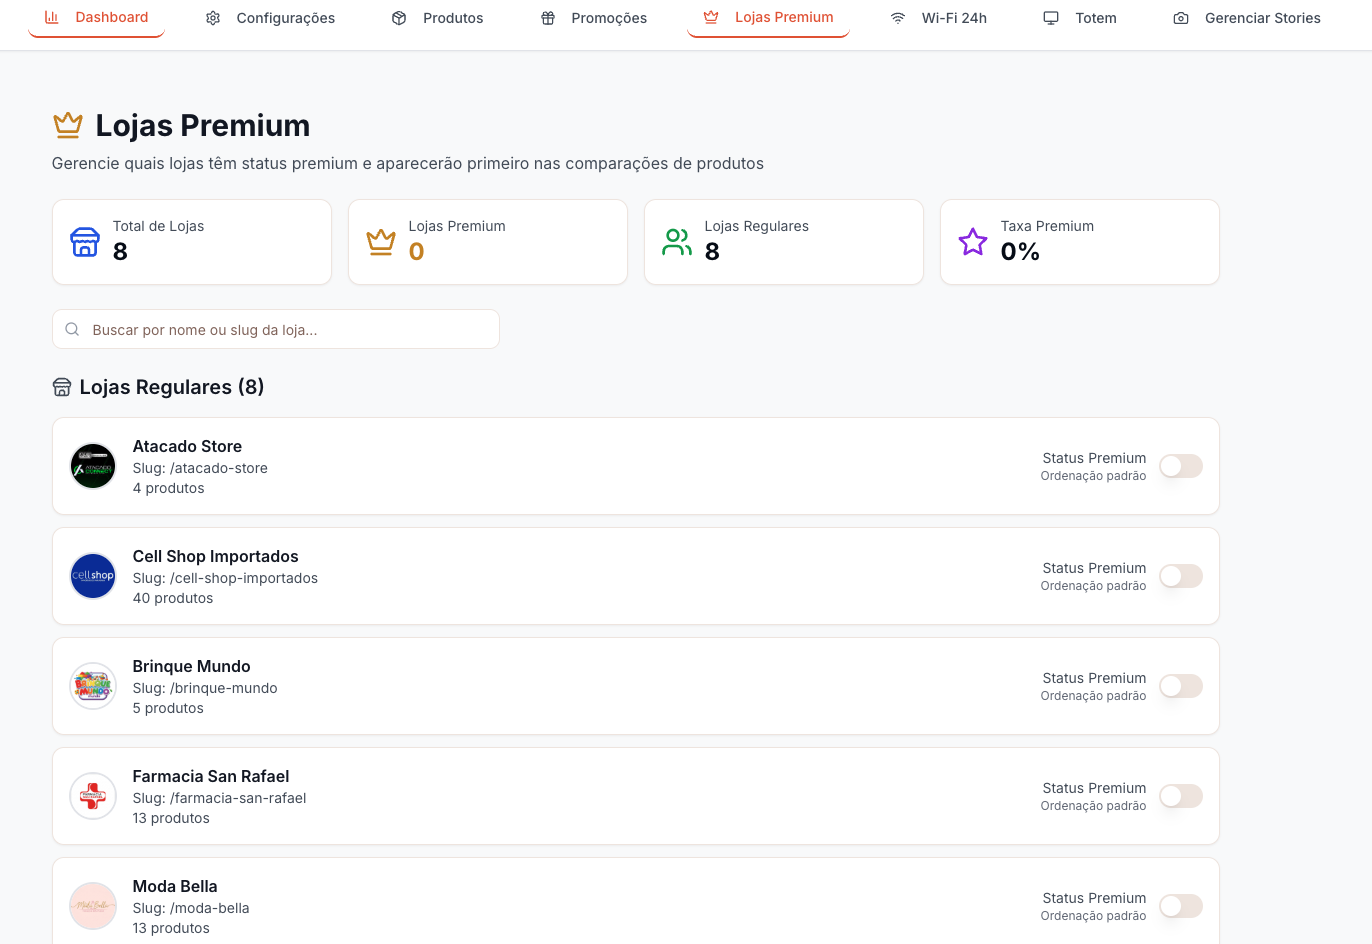 Dashboard
Configurações
Produtos
Promoções
Lojas Premium
Wi-Fi 24h
Totem
Gerenciar Stories
Lojas Premium
Gerencie quais lojas têm status premium e aparecerão primeiro nas comparações de produtos
Total de Lojas
8
Lojas Premium
0
Lojas Regulares
8
Taxa Premium
0%
Buscar por nome ou slug da loja...
Lojas Regulares (8)
Atacado Store
Slug: /atacado-store
4 produtos
Status Premium
Ordenação padrão
cellshop
Cell Shop Importados
Slug: /cell-shop-importados
40 produtos
Status Premium
Ordenação padrão
Brinque Mundo
Slug: /brinque-mundo
5 produtos
Status Premium
Ordenação padrão
Farmacia San Rafael
Slug: /farmacia-san-rafael
13 produtos
Status Premium
Ordenação padrão
Moda Bella
Moda Bella
Slug: /moda-bella
13 produtos
Status Premium
Ordenação padrão